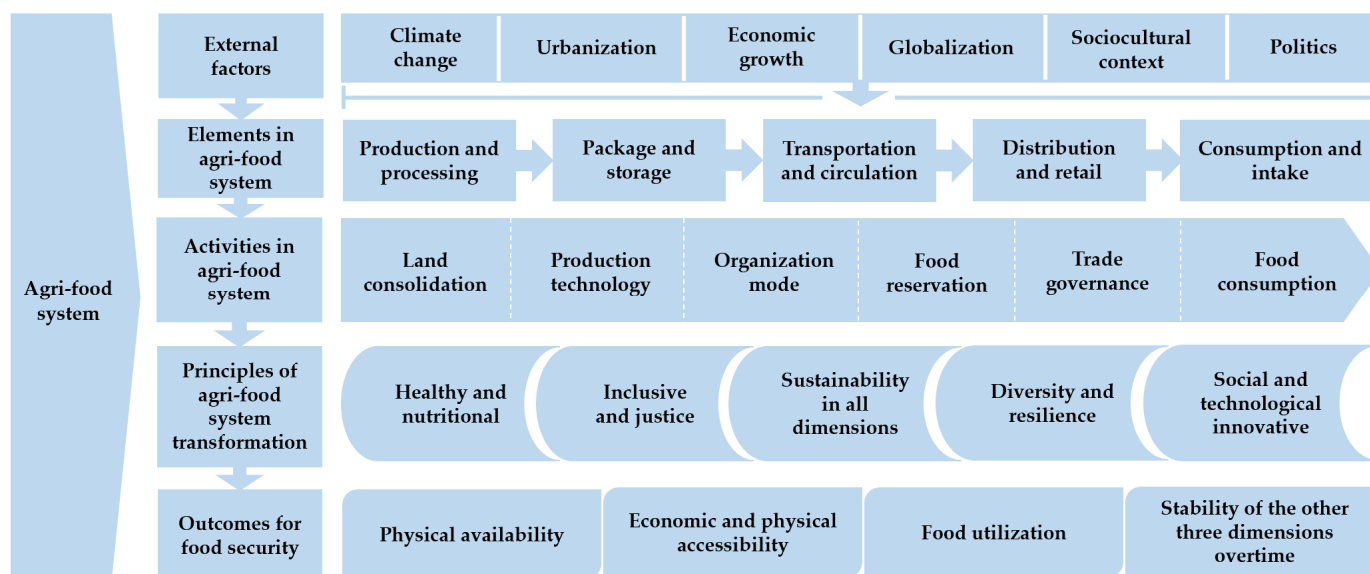 Agri-food
system
External
factors
Climate
change
Urbanization
Economic
growth
Globalization
Sociocultural
context
Politics
Elements in
agri-food
system
Production and
processing
Package and
storage
Transportation
and circulation
Distribution
and retail
Consumption and
intake
Activities in
agri-food
system
Land
consolidation
Production
technology
Organization
mode
Food
reservation
Trade
governance
Food
consumption
Principles of
agri-food
system
transformation
Healthy and
nutritional
Inclusive
and justice
Sustainability
in all
dimensions
Diversity and
resilience
Social and
technological
innovative
Outcomes for
food security
Physical availability
Economic and physical
accessibility
Food utilization
Stability of the other
three dimensions
overtime